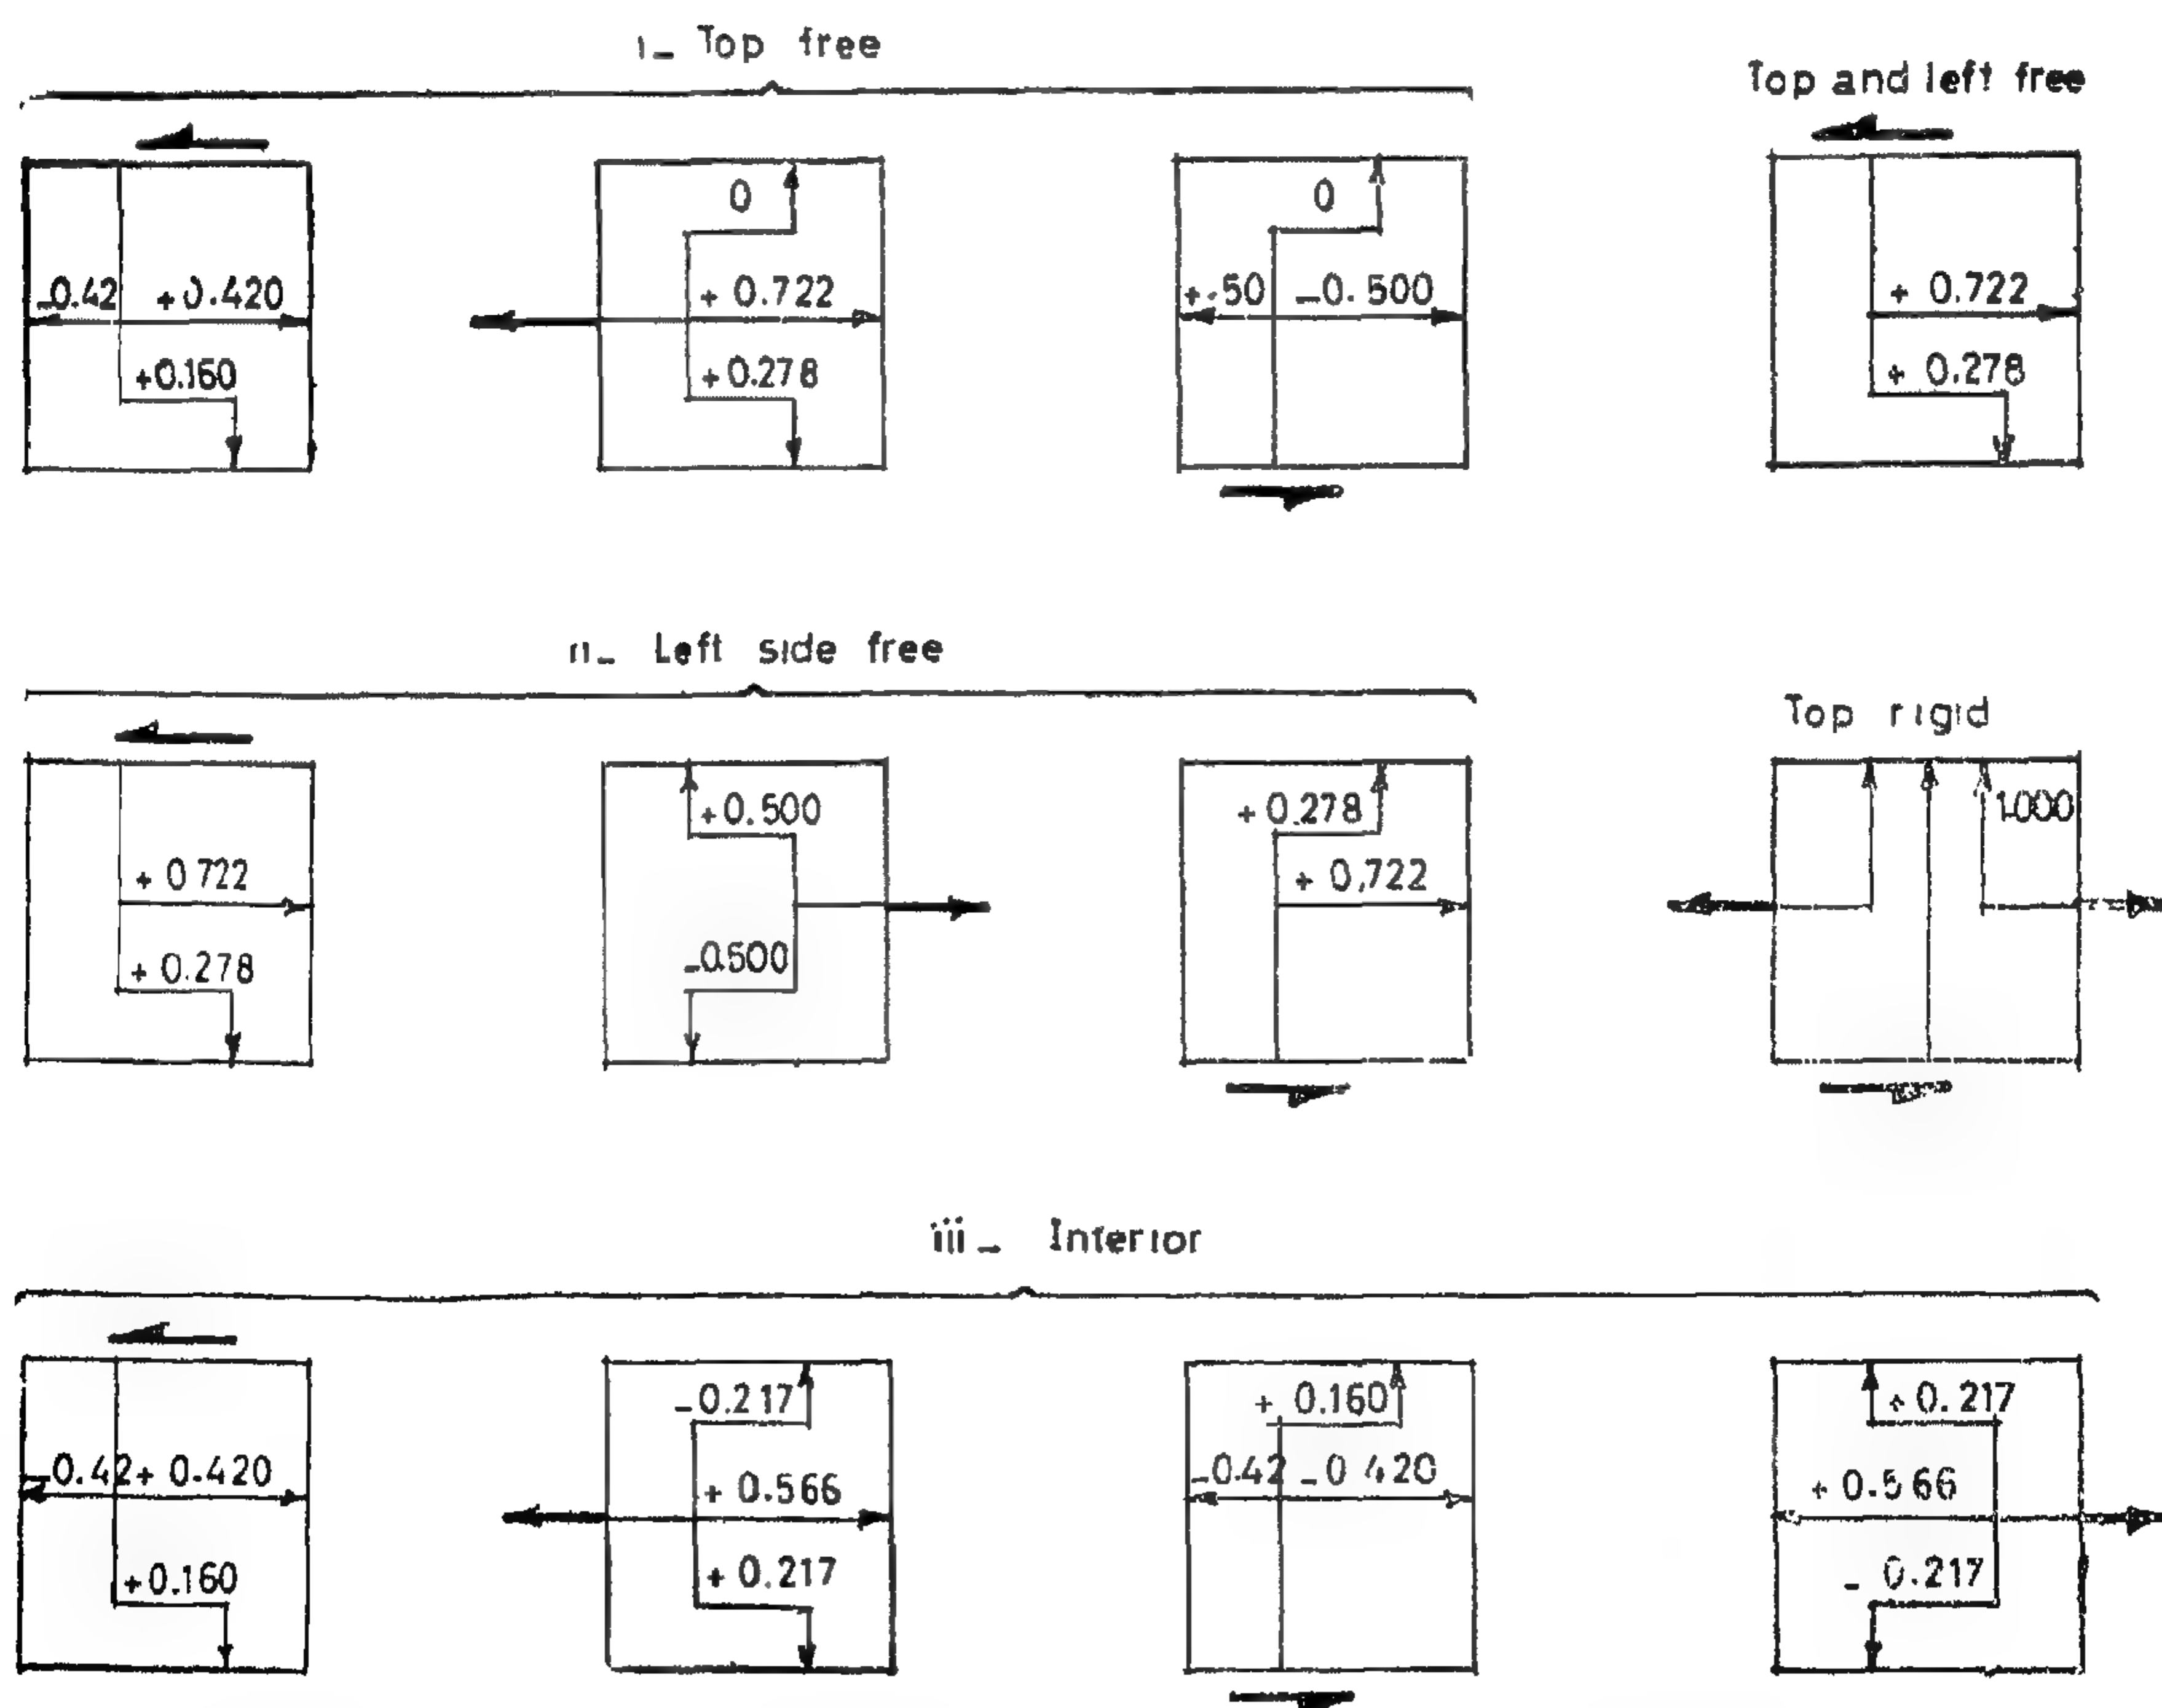 i_ Top free
Top and left free
_0.42 +0.420
+0.160
0
+ 0.722
+0.278
0
+.50 _0.500
+ 0.722
+ 0.278
ii_ Left side free
Top rigid
+ 0 722
+ 0.278
+0.500
_0.500
+ 0.278
+ 0,722
1.000
iii_ Interior
_0.42 + 0.420
+0.160
_0.217
+ 0.566
+ 0.217
+ 0.160
_0.42 _0 420
+ 0.217
+ 0.566
_ 0.217